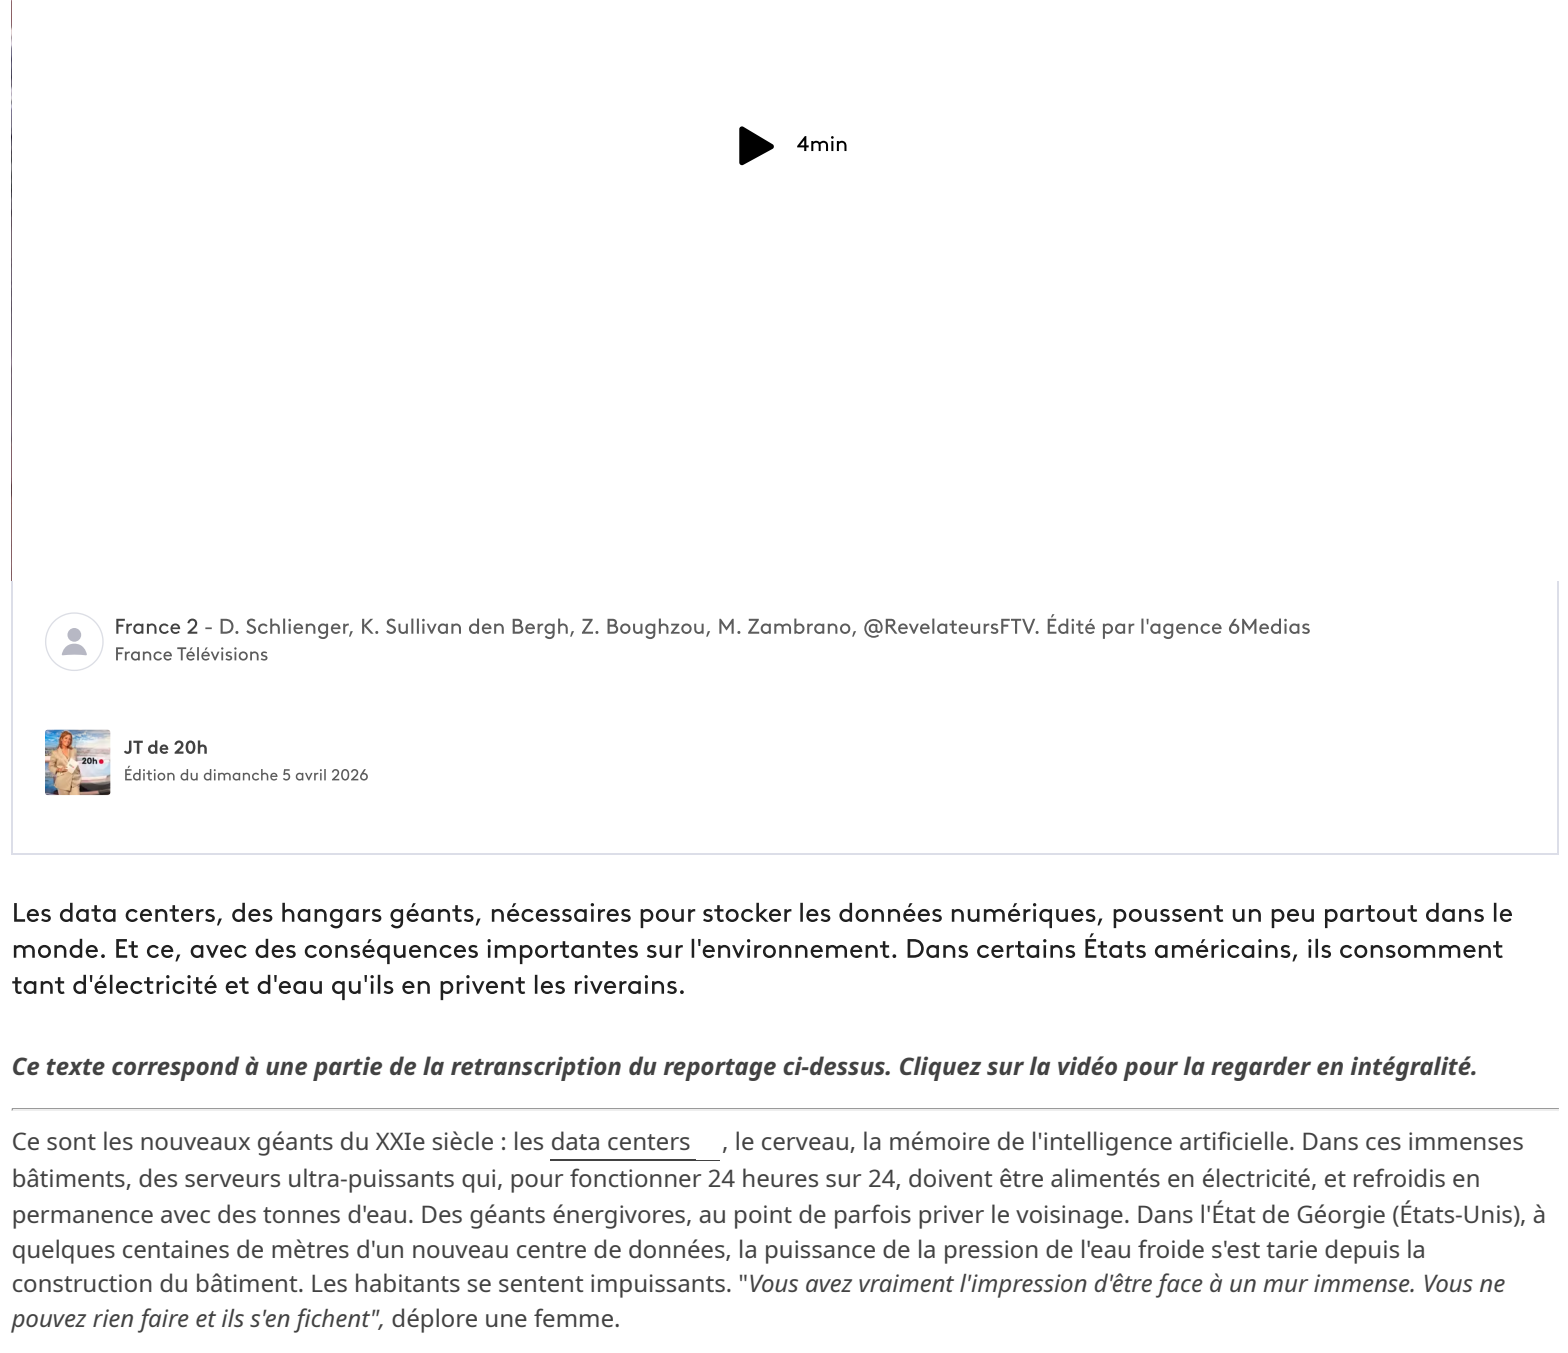 4min
France 2 - D. Schlienger, K. Sullivan den Bergh, Z. Boughzou, M. Zambrano, @RevelateursFTV. Édité par l'agence 6Medias
France Télévisions
20h
JT de 20h
Édition du dimanche 5 avril 2026
Les data centers, des hangars géants, nécessaires pour stocker les données numériques, poussent un peu partout dans le
monde. Et ce, avec des conséquences importantes sur l'environnement. Dans certains États américains, ils consomment
tant d'électricité et d'eau qu'ils en privent les riverains.
Ce texte correspond à une partie de la retranscription du reportage ci-dessus. Cliquez sur la vidéo pour la regarder en intégralité.
Ce sont les nouveaux géants du XXIe siècle : les data centers , le cerveau, la mémoire de l'intelligence artificielle. Dans ces immenses
bâtiments, des serveurs ultra-puissants qui, pour fonctionner 24 heures sur 24, doivent être alimentés en électricité, et refroidis en
permanence avec des tonnes d'eau. Des géants énergivores, au point de parfois priver le voisinage. Dans l'État de Géorgie (États-Unis), à
quelques centaines de mètres d'un nouveau centre de données, la puissance de la pression de l'eau froide s'est tarie depuis la
construction du bâtiment. Les habitants se sentent impuissants. "Vous avez vraiment l'impression d'être face à un mur immense. Vous ne
pouvez rien faire et ils s'en fichent", déplore une femme.